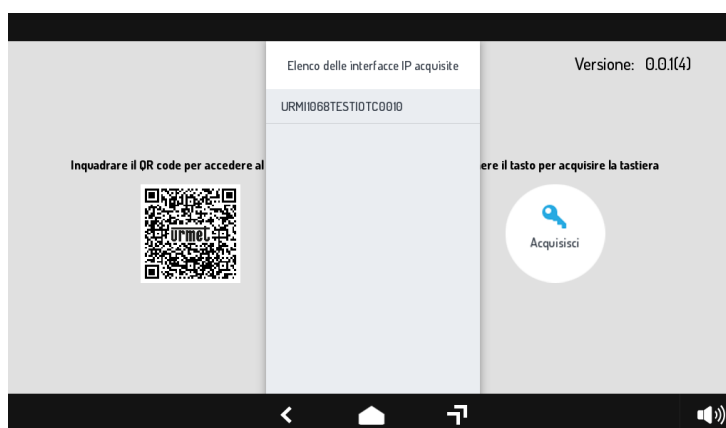 Elenco delle interfacce IP acquisite
Versione: 0.0.1(4)
URMI1068TESTIOTC0010
Inquadrare il QR code per accedere al
ere il tasto per acquisire la tastiera
urmet
Acquisisci